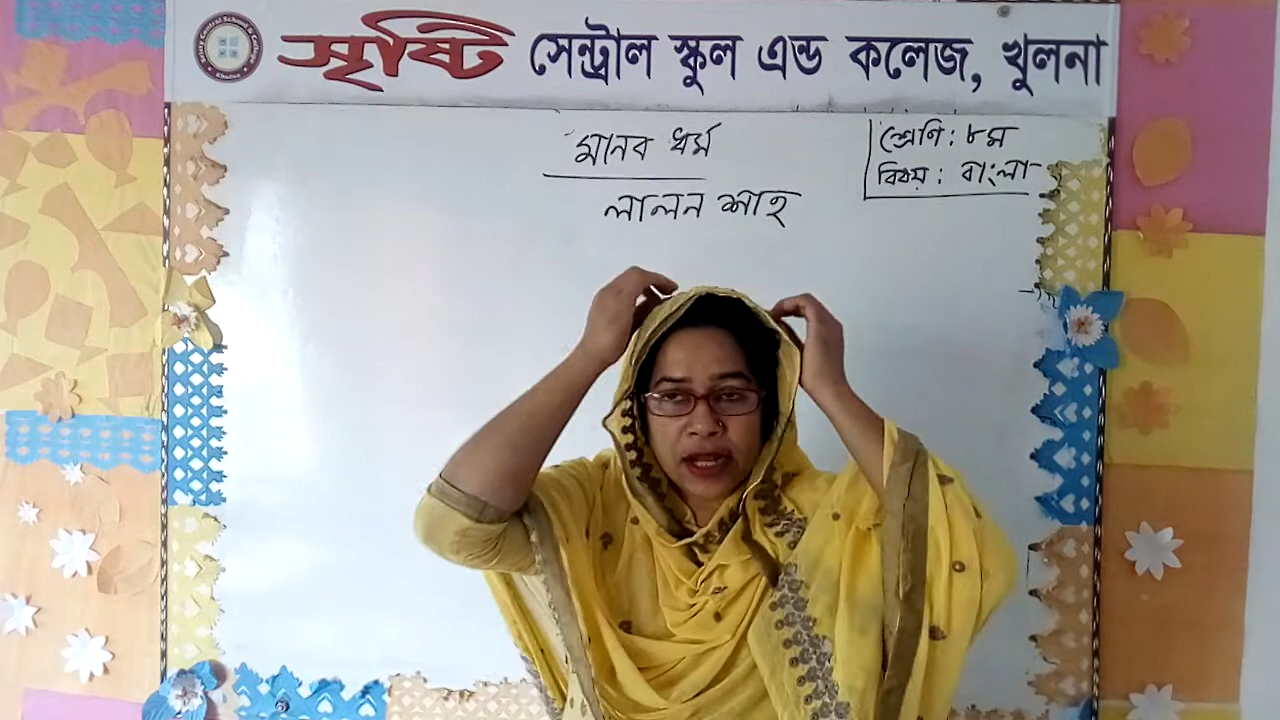 সৃষ্টি সেন্ট্রাল স্কুল এন্ড কলেজ, খুলনা
মানব ধর্ম
লালন শাহ
শ্রেণি : ৮ম
বিষয় : বাংলা